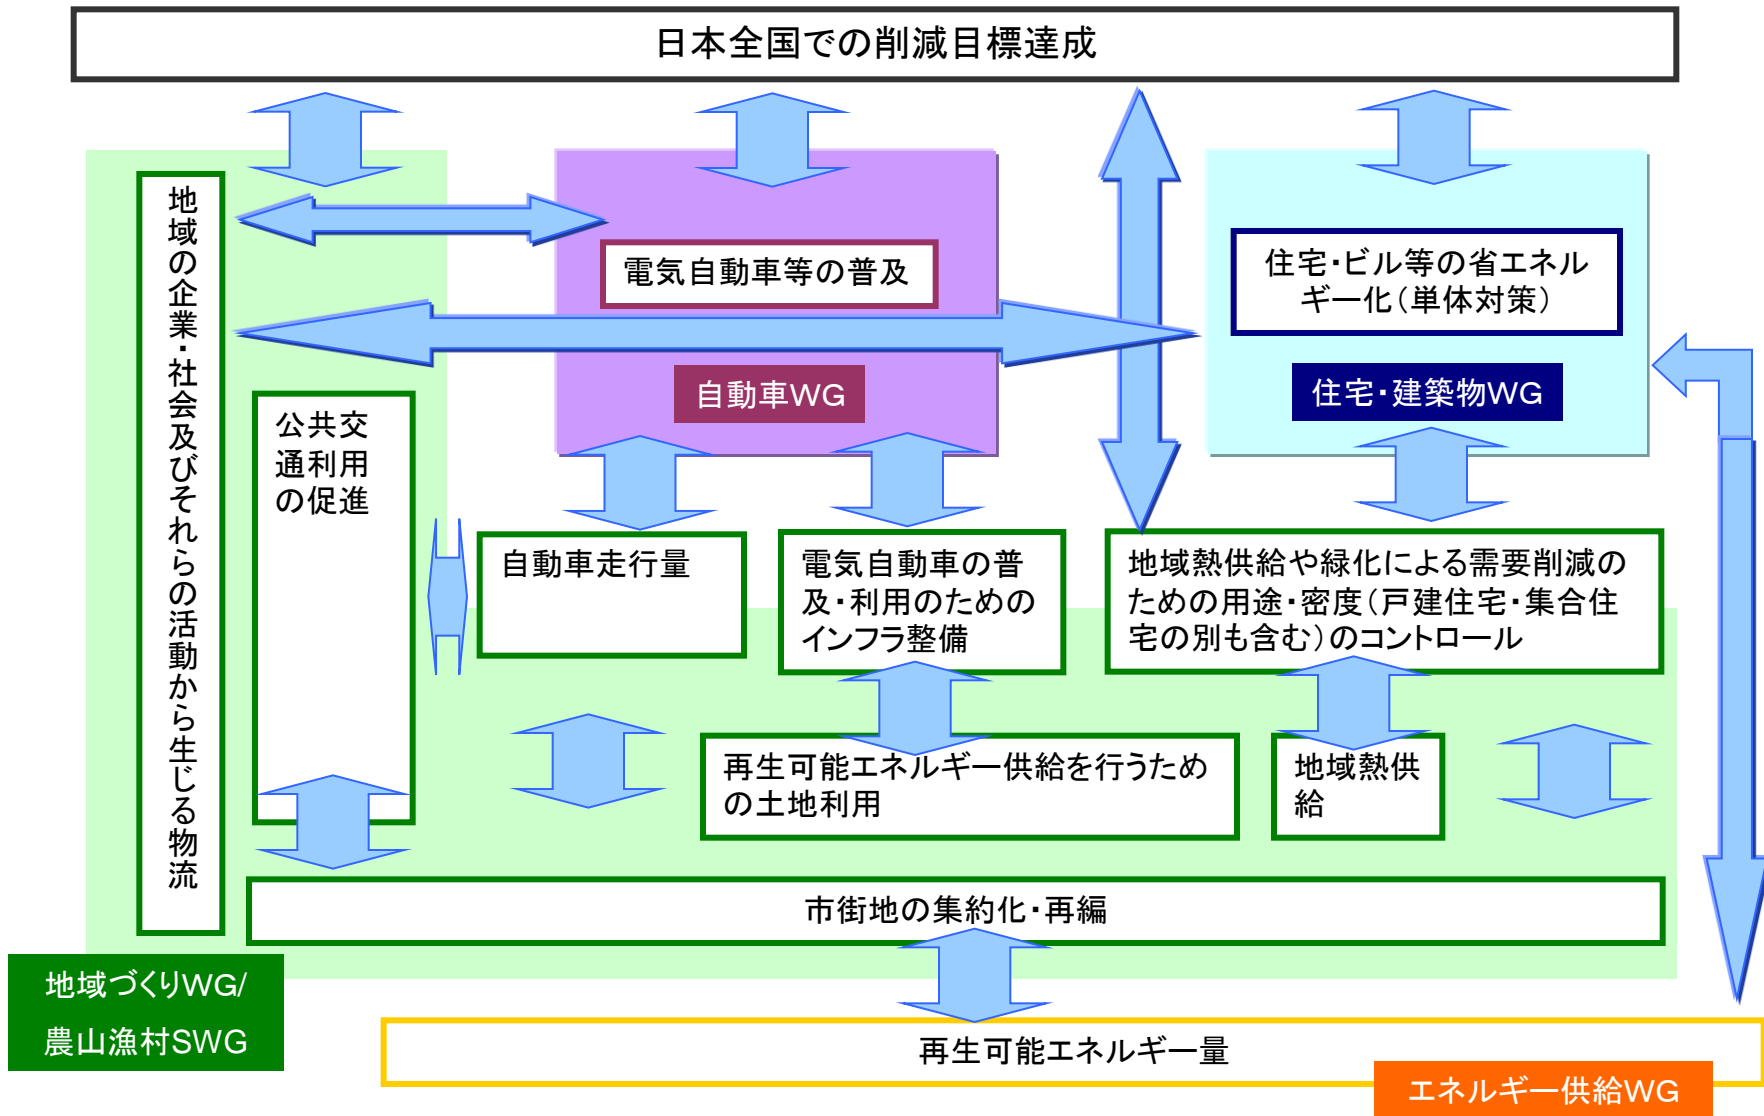 日本全国での削減目標達成
地域の企業・社会及びそれらの活動から生じる物流
電気自動車等の普及
住宅・ビル等の省エネル
ギー化(単体対策)
自動車WG
住宅・建築物WG
公共交
通利用
の促進
自動車走行量
電気自動車の普
及・利用のための
インフラ整備
地域熱供給や緑化による需要削減の
ための用途・密度(戸建住宅・集合住
宅の別も含む)のコントロール
再生可能エネルギー供給を行うため
の土地利用
地域熱供
給
市街地の集約化・再編
地域づくりWG/
農山漁村SWG
再生可能エネルギー量
エネルギー供給WG